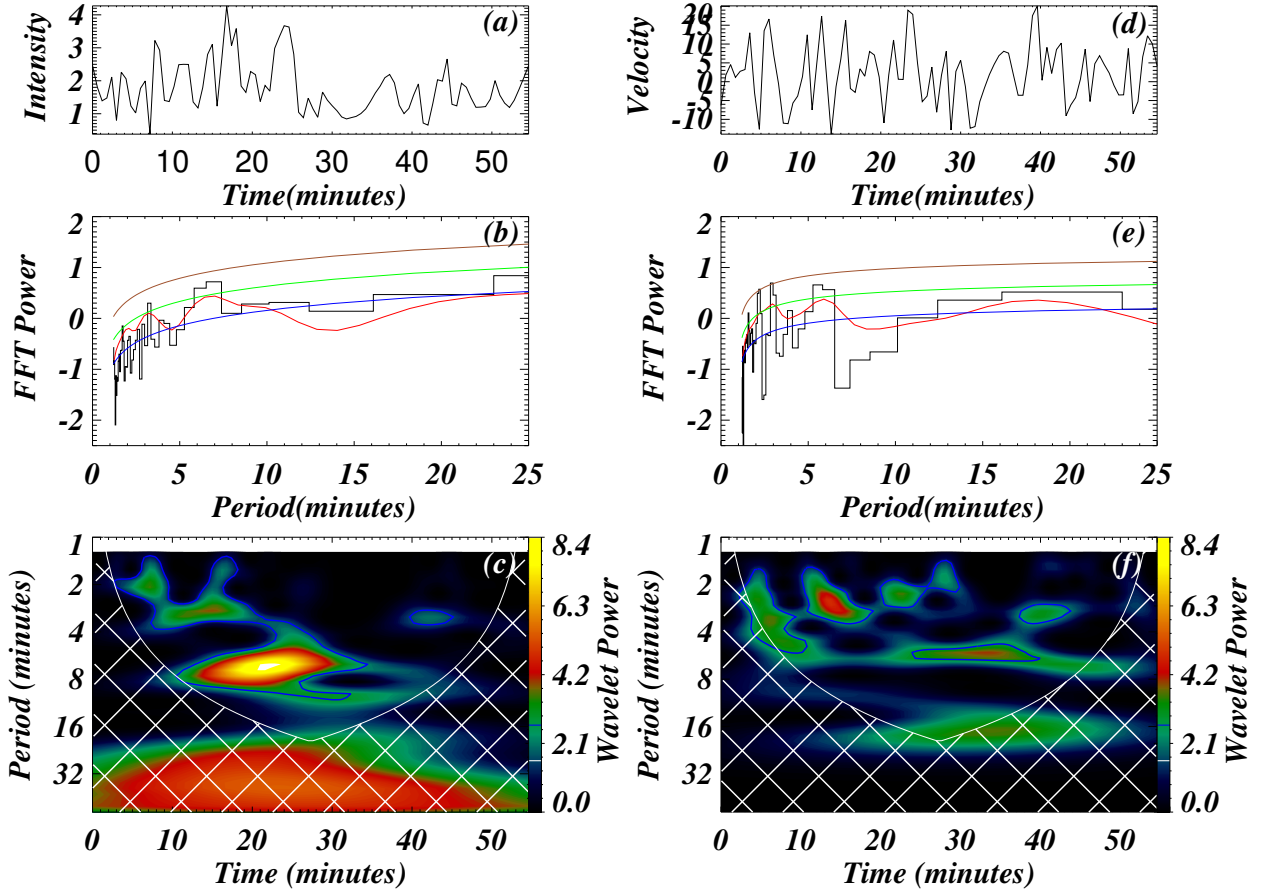 (a)
Intensity
4
3
2
1
0 10 20 30 40 50
Time(minutes)
(d)
Velocity
20
15
10
5
0
-5
-10
0 10 20 30 40 50
Time(minutes)
(b)
FFT Power
2
1
0
-1
-2
0 5 10 15 20 25
Period(minutes)
(e)
FFT Power
2
1
0
-1
-2
0 5 10 15 20 25
Period(minutes)
(c)
Period (minutes)
1
2
4
8
16
32
0 10 20 30 40 50
Time (minutes)
8.4
6.3
4.2
2.1
0.0
Wavelet Power
(f)
Period (minutes)
1
2
4
8
16
32
0 10 20 30 40 50
Time (minutes)
8.4
6.3
4.2
2.1
0.0
Wavelet Power